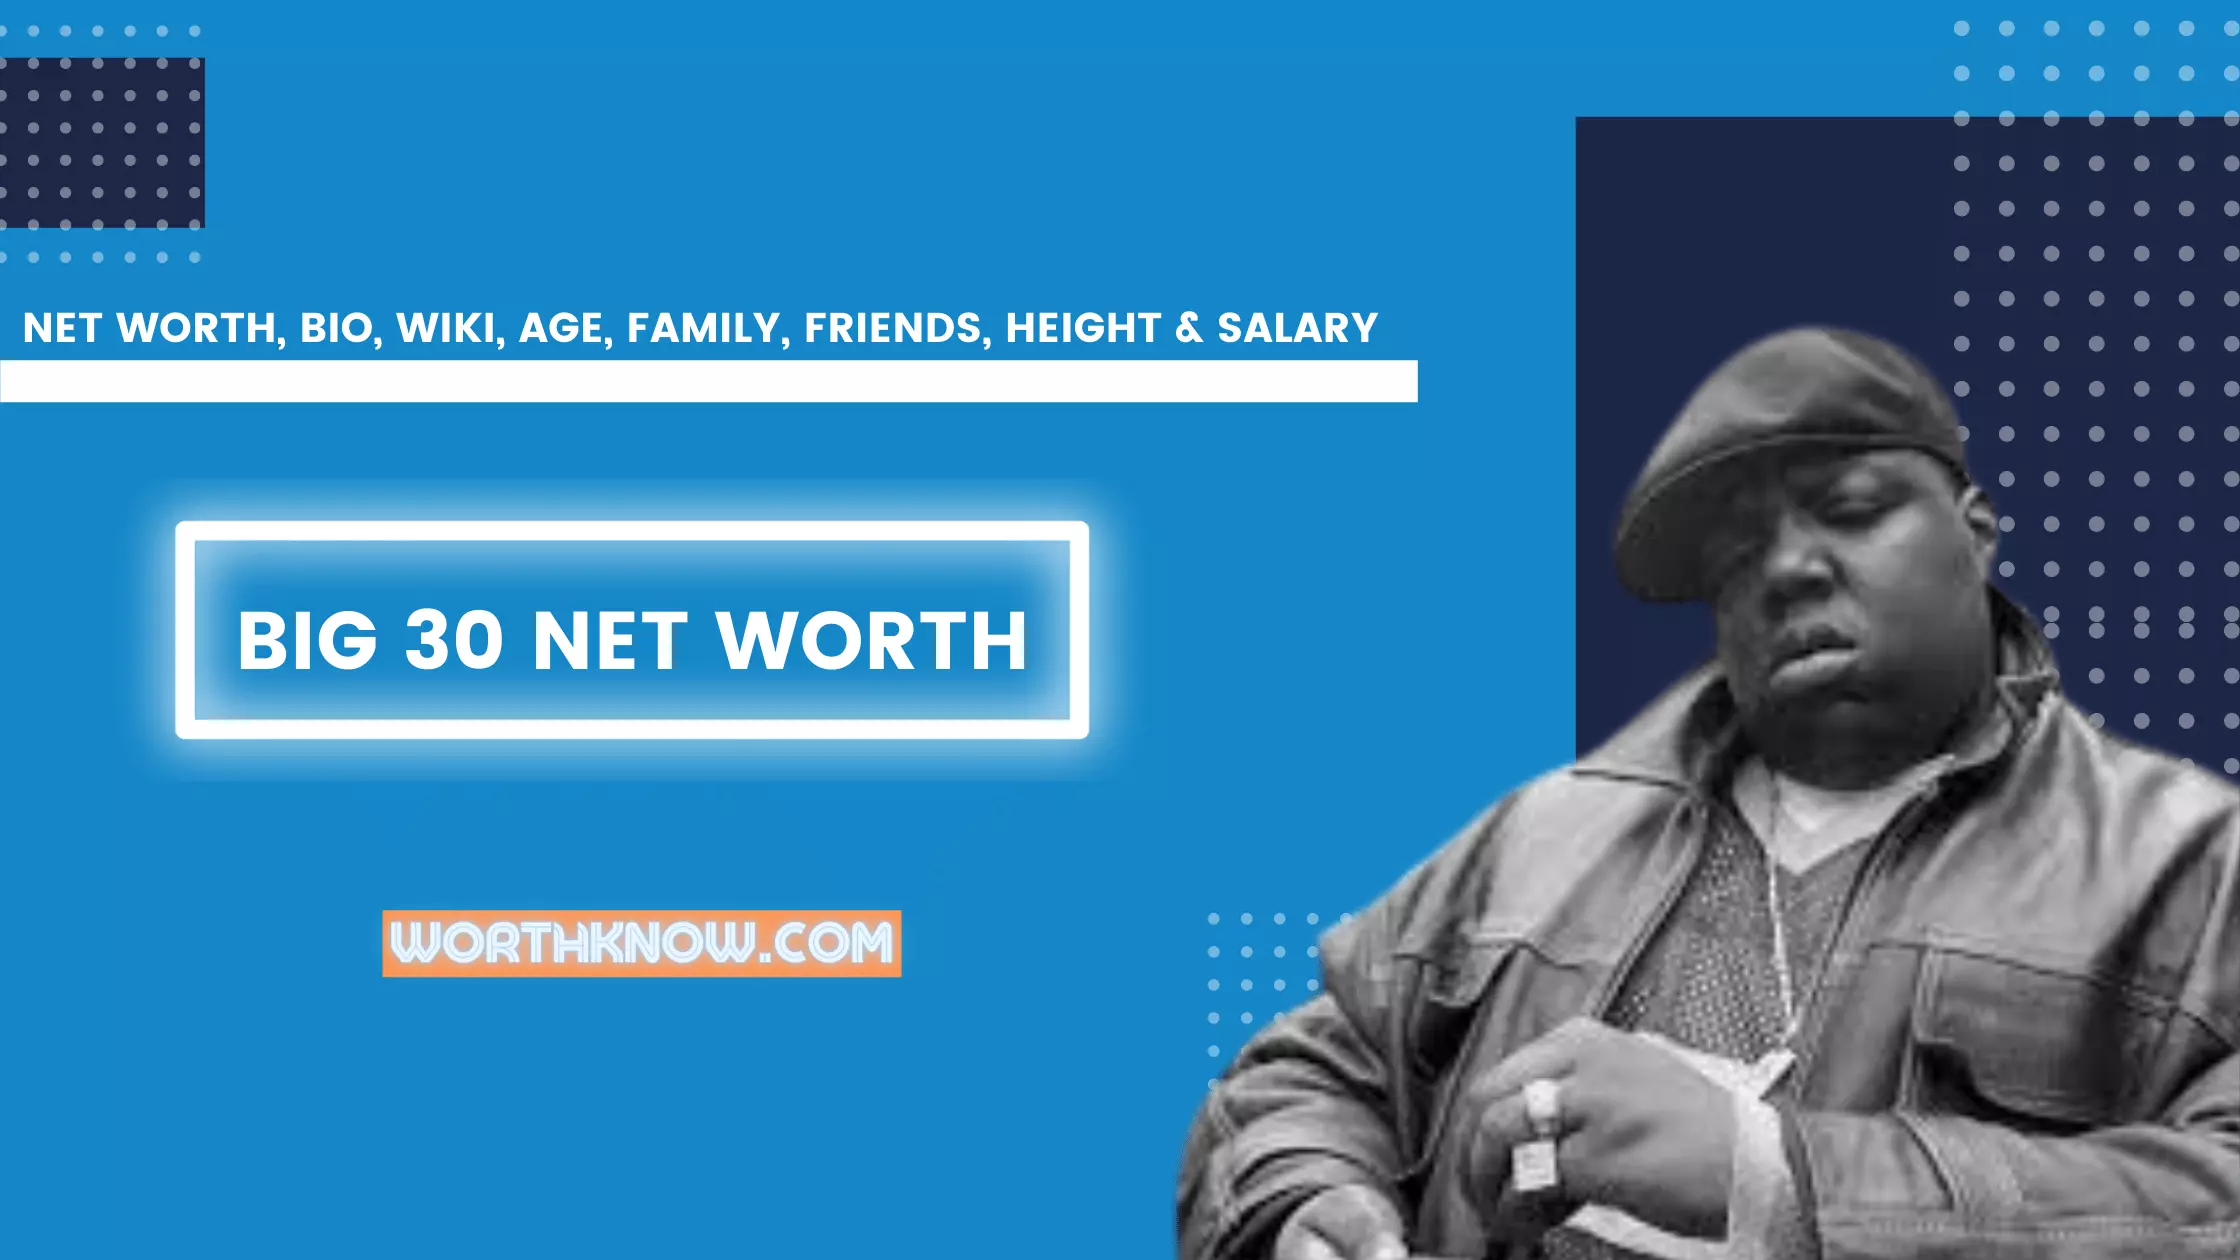 NET WORTH, BIO, WIKI, AGE, FAMILY, FRIENDS, HEIGHT & SALARY
BIG 30 NET WORTH
WORTHKNOW.COM